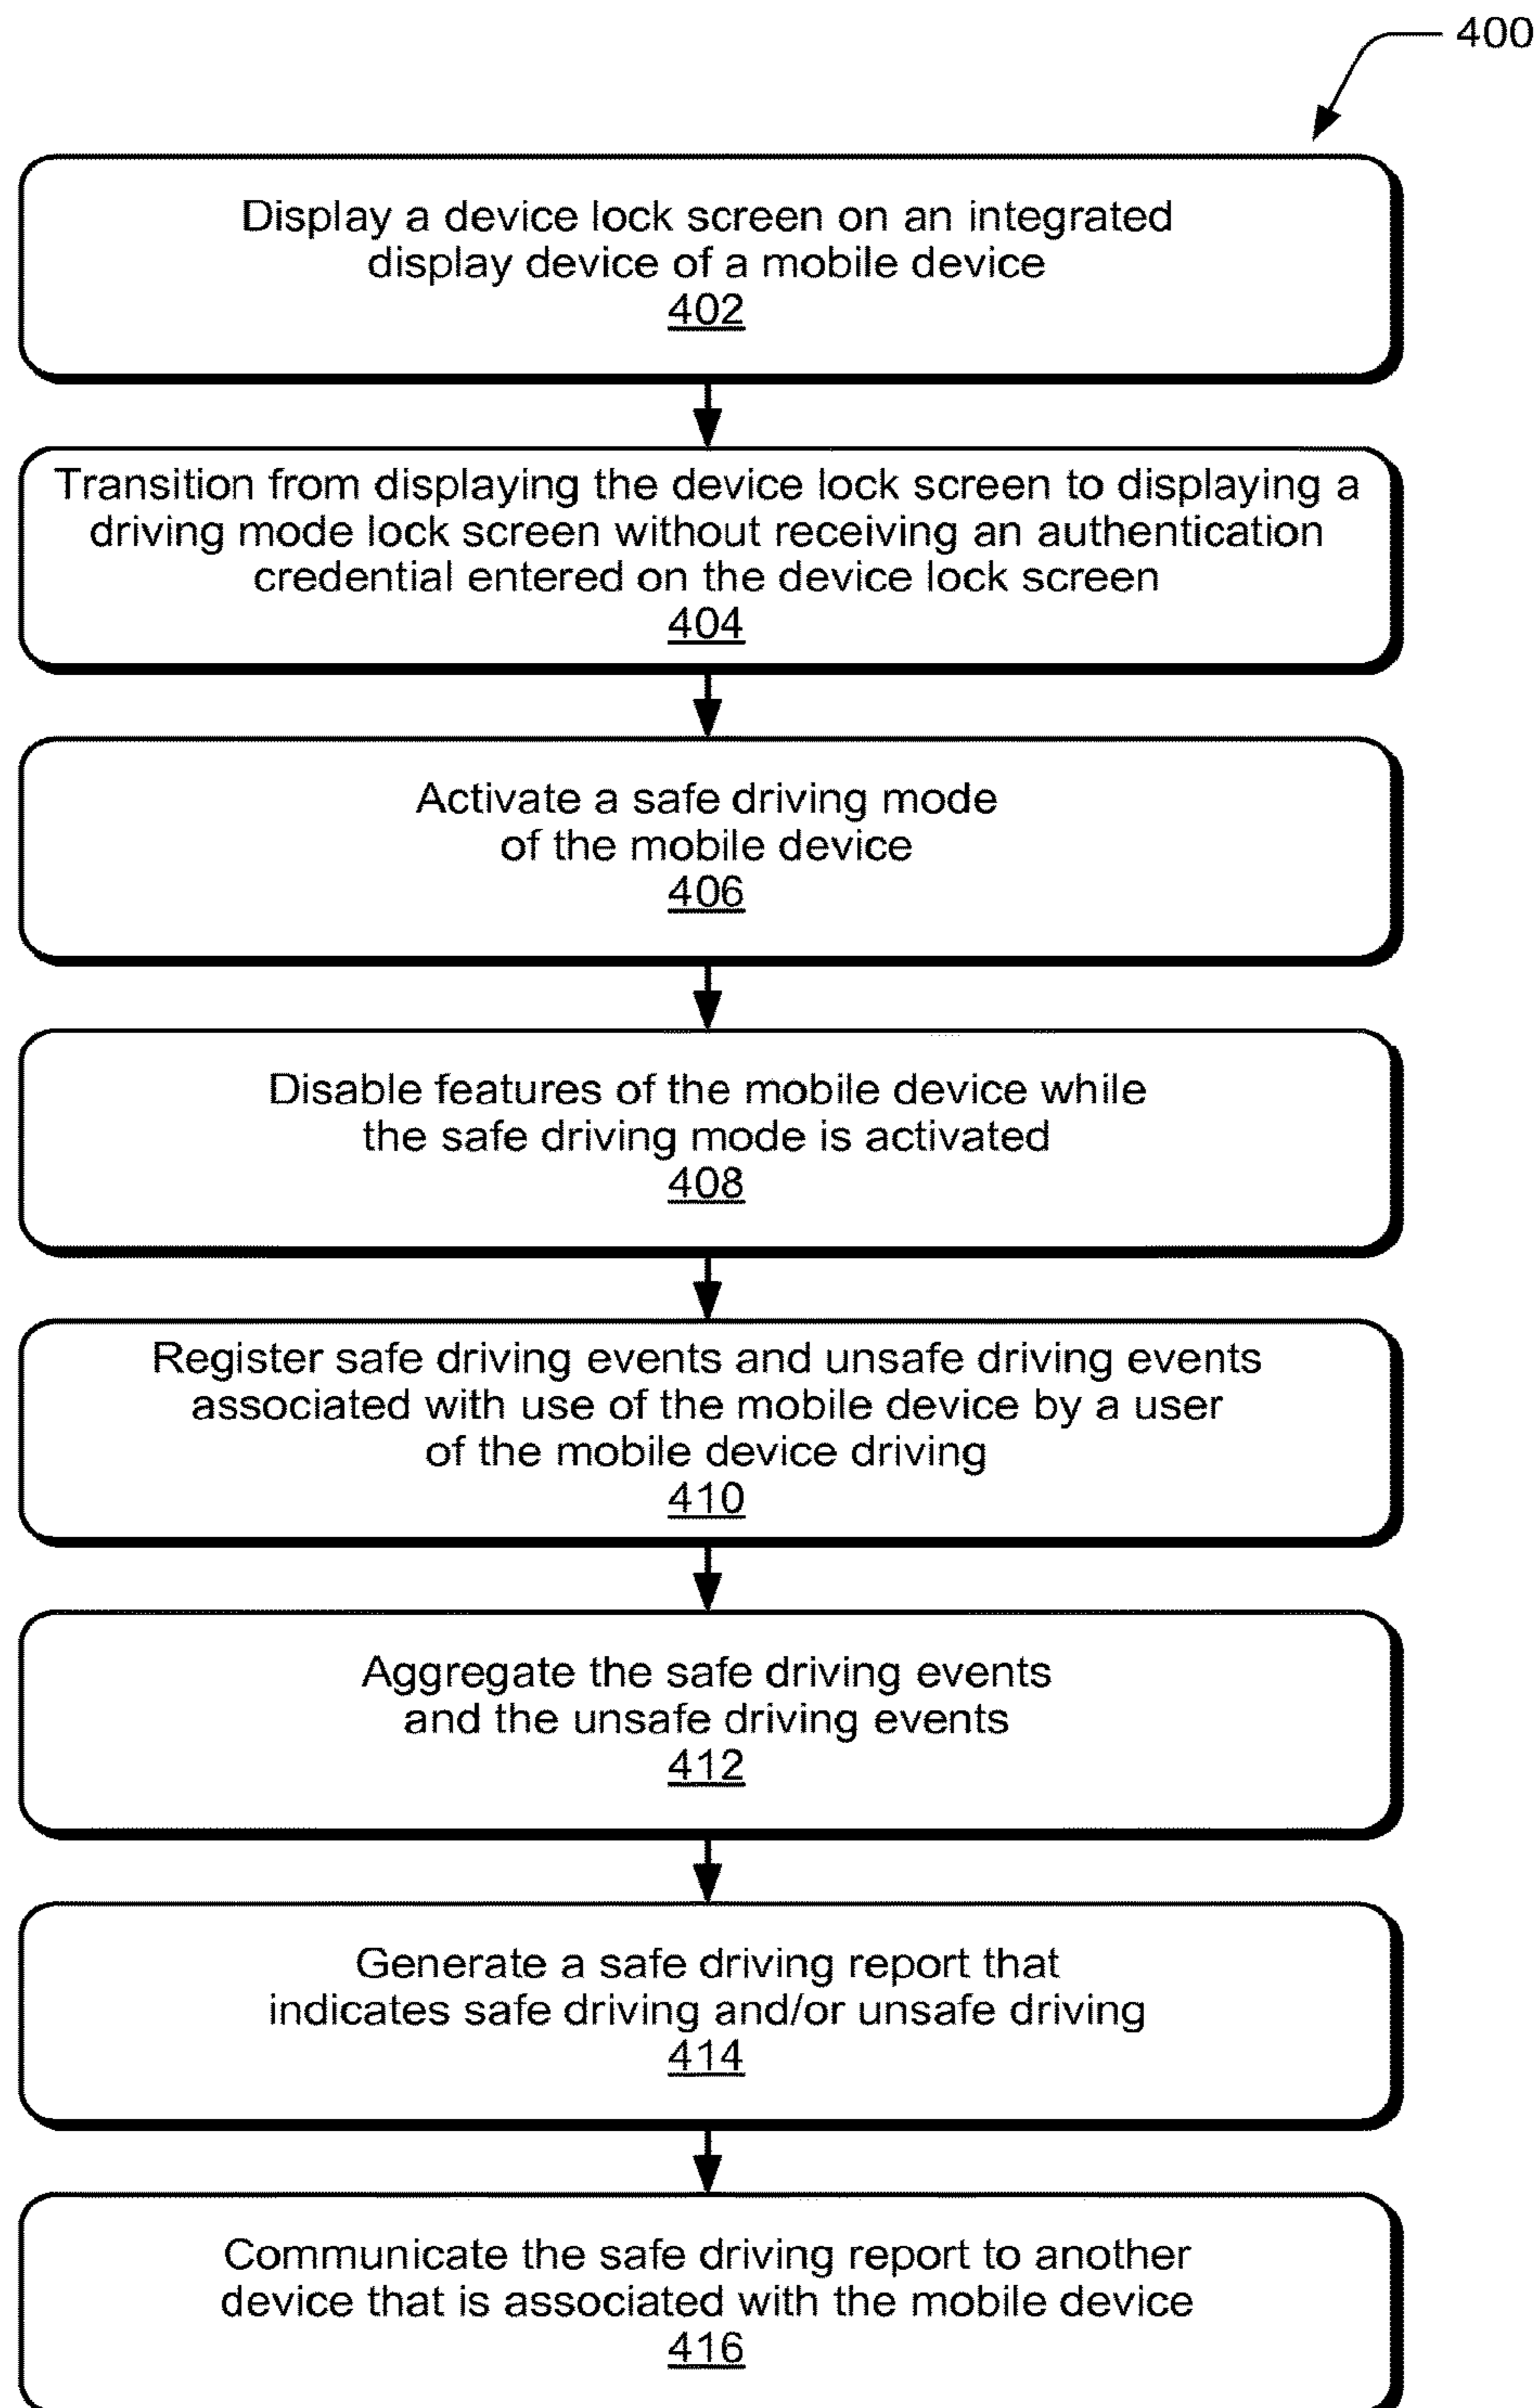 400
Display a device lock screen on an integrated
display device of a mobile device
402
Transition from displaying the device lock screen to displaying a
driving mode lock screen without receiving an authentication
credential entered on the device lock screen
404
Activate a safe driving mode
of the mobile device
406
Disable features of the mobile device while
the safe driving mode is activated
408
Register safe driving events and unsafe driving events
associated with use of the mobile device by a user
of the mobile device driving
410
Aggregate the safe driving events
and the unsafe driving events
412
Generate a safe driving report that
indicates safe driving and/or unsafe driving
414
Communicate the safe driving report to another
device that is associated with the mobile device
416